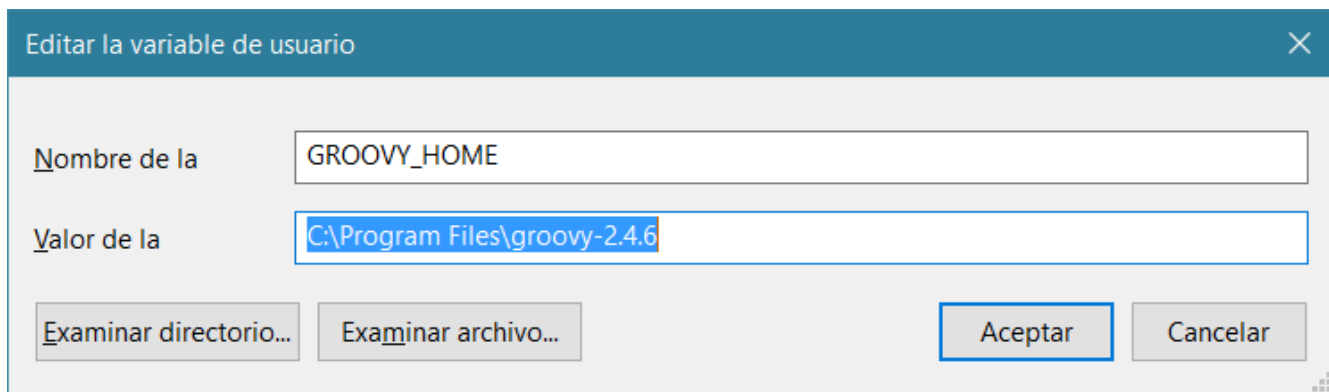 Editar la variable de usuario
Nombre de la GROOVY_HOME
Valor de la C:\Program Files\groovy-2.4.6
Examinar directorio... Examinar archivo... Aceptar Cancelar